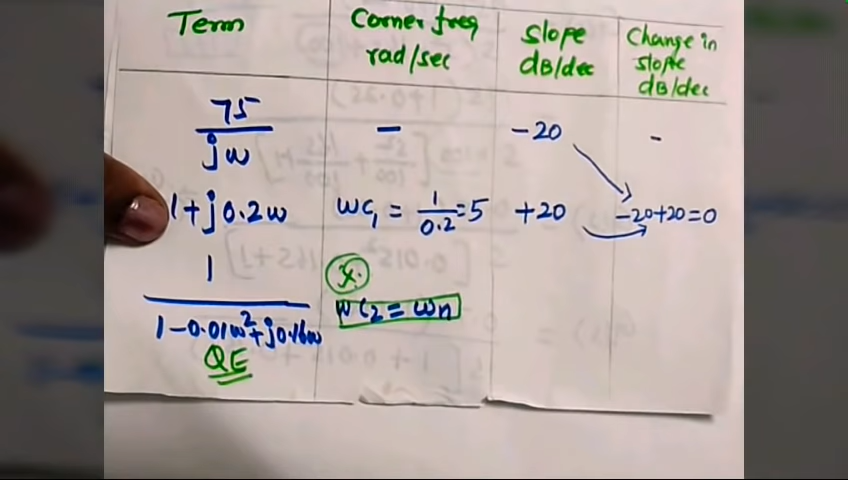 Term Corner freq rad/sec slope dB/dec Change in slope dB/dec
75/jω – -20 -
1+j0.2ω ωc₁ = 1/0.2 = 5 +20 -20+20=0
1/1-0.01ω²+j0.16ω ωc₂ = ωn
QE